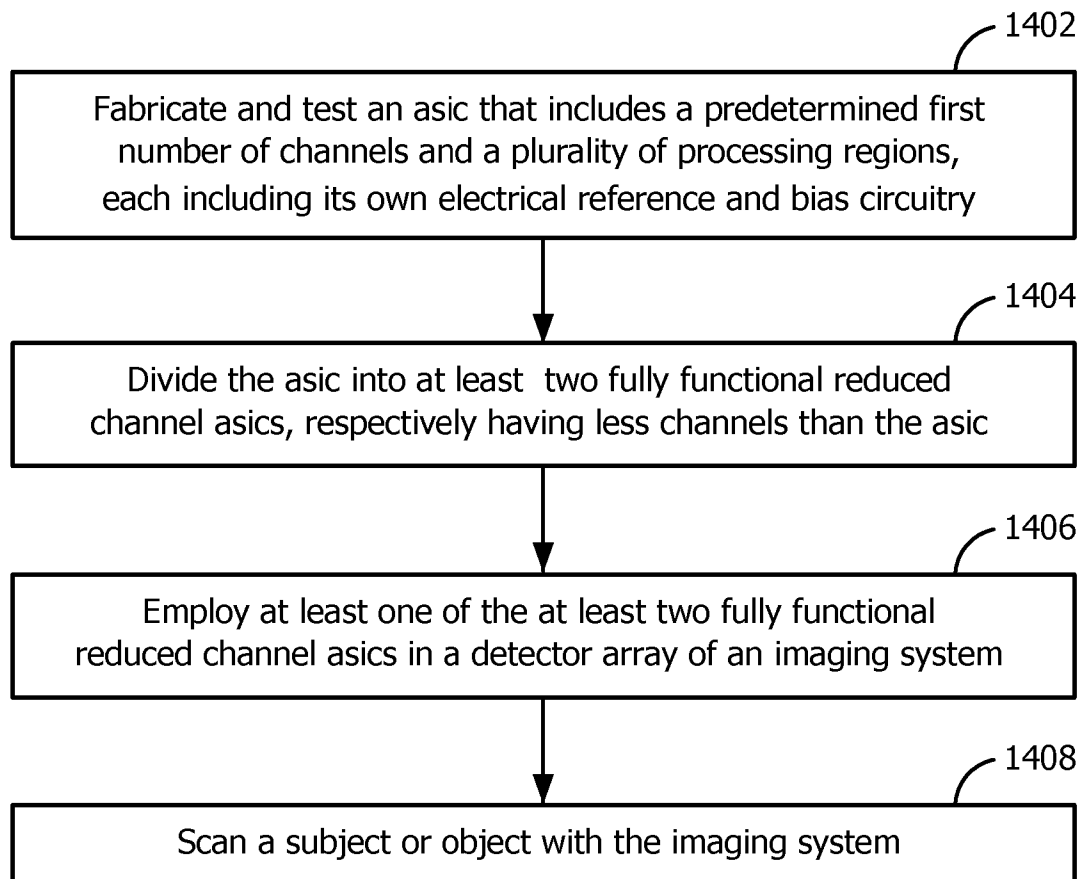 1402
Fabricate and test an asic that includes a predetermined first
number of channels and a plurality of processing regions,
each including its own electrical reference and bias circuitry
1404
Divide the asic into at least two fully functional reduced
channel asics, respectively having less channels than the asic
1406
Employ at least one of the at least two fully functional
reduced channel asics in a detector array of an imaging system
1408
Scan a subject or object with the imaging system